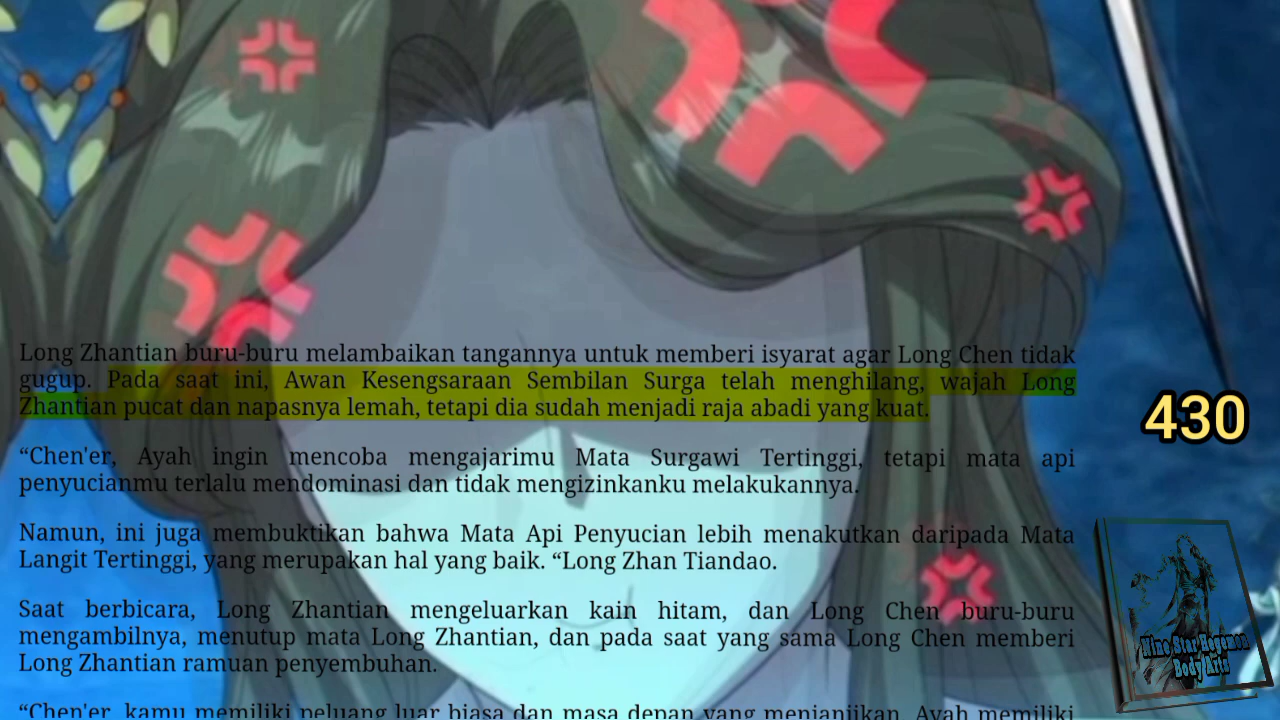 Long Zhantian buru-buru melambaikan tangannya untuk memberi isyarat agar Long Chen tidak
gugup. Pada saat ini, Awan Kesengsaraan Sembilan Surga telah menghilang, wajah Long
Zhantian pucat dan napasnya lemah, tetapi dia sudah menjadi raja abadi yang kuat.
“Chen'er, Ayah ingin mencoba mengajarimu Mata Surgawi Tertinggi, tetapi mata api
penyucianmu terlalu mendominasi dan tidak mengizinkanku melakukannya.
Namun, ini juga membuktikan bahwa Mata Api Penyucian lebih menakutkan daripada Mata
Langit Tertinggi, yang merupakan hal yang baik. “Long Zhan Tiandao.
Saat berbicara, Long Zhantian mengeluarkan kain hitam, dan Long Chen buru-buru
mengambilnya, menutup mata Long Zhantian, dan pada saat yang sama Long Chen memberi
Long Zhantian ramuan penyembuhan.
“Chen'er, kamu memiliki peluang luar biasa dan masa depan yang menjanjikan. Ayah memiliki
430
Nine Star Hegemon
Body Arts